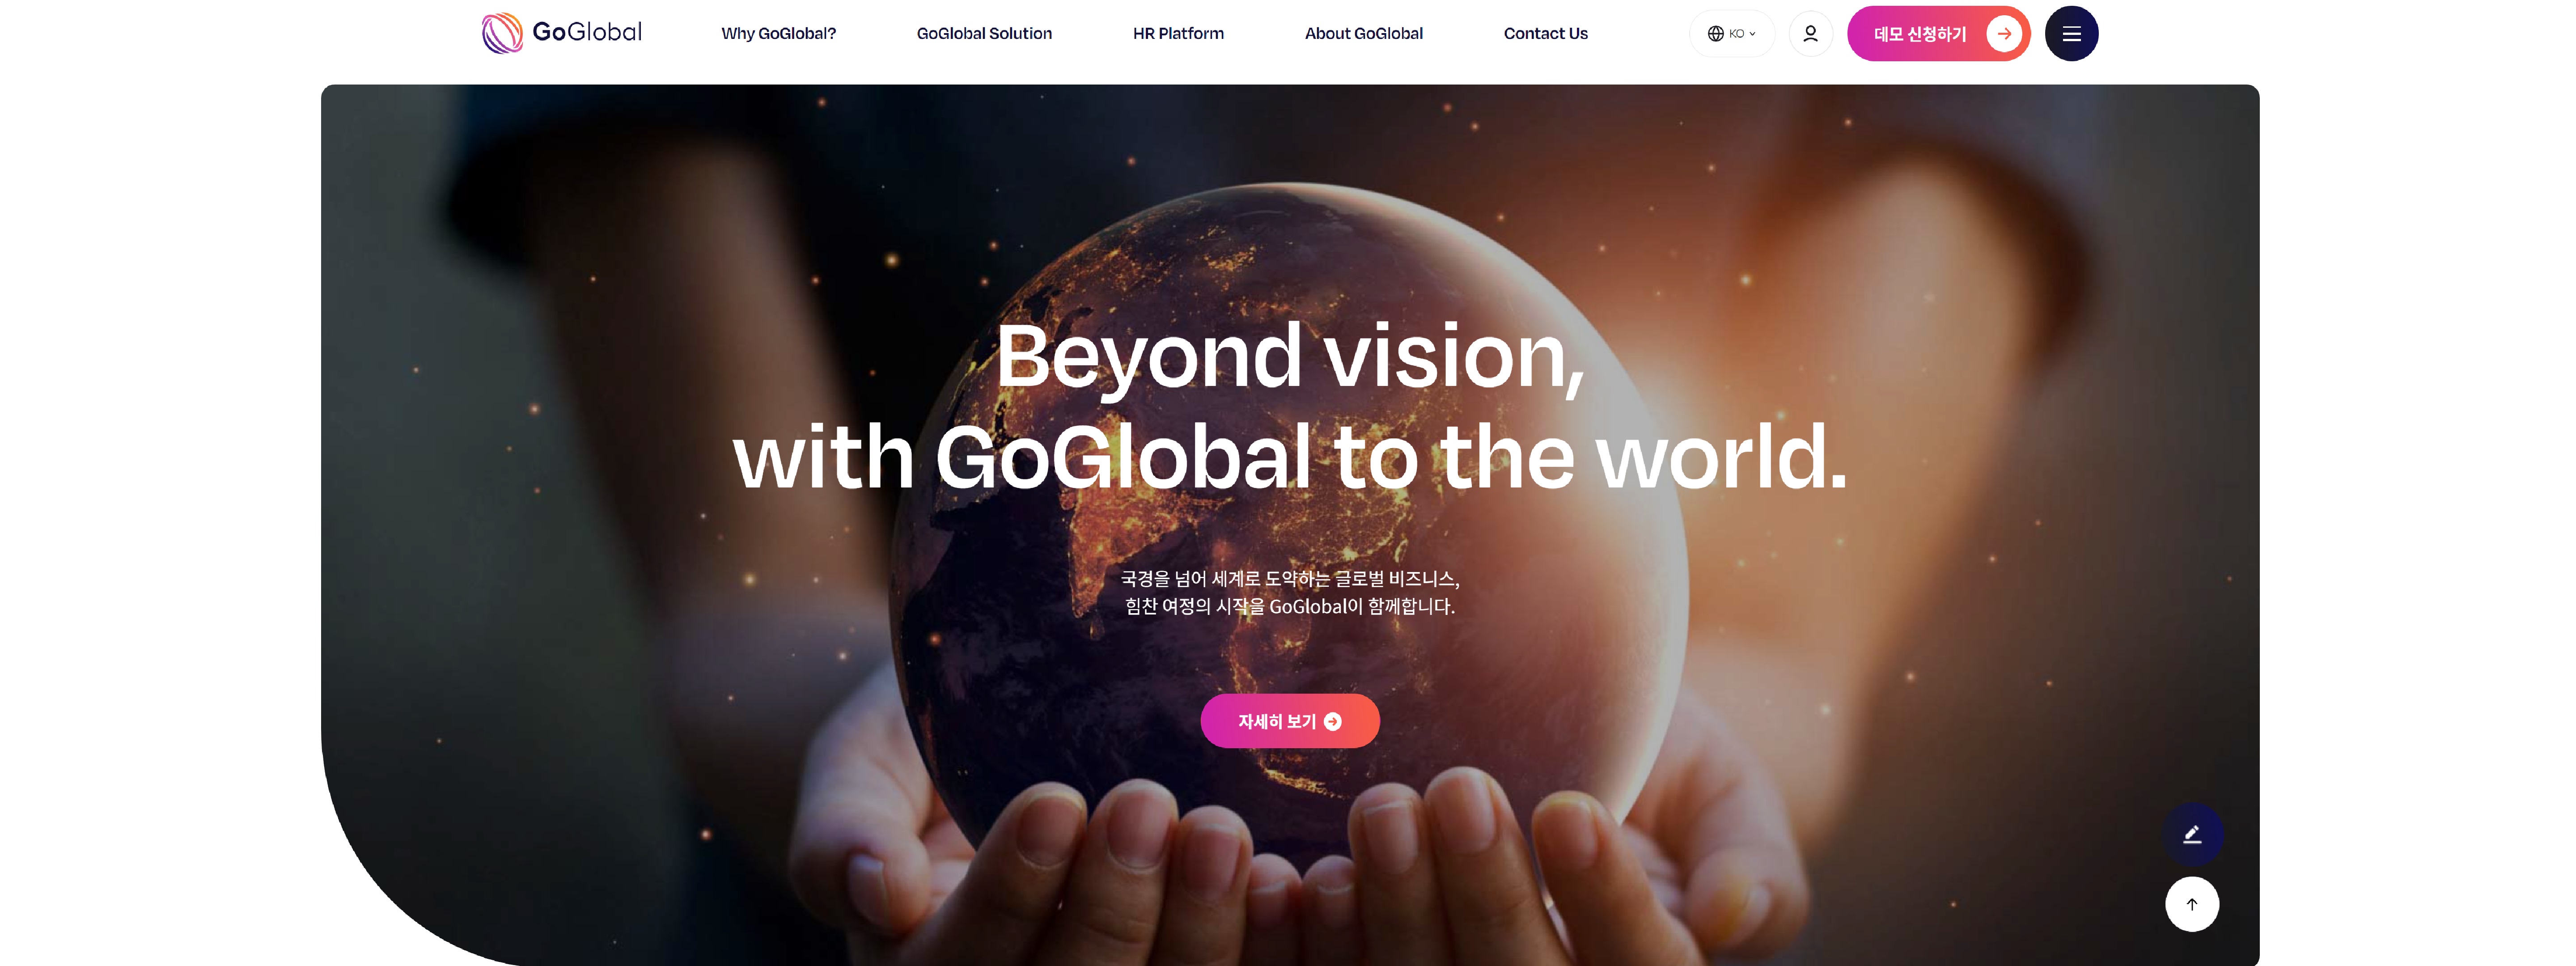 GoGlobal
Why GoGlobal?
GoGlobal Solution
HR Platform
About GoGlobal
Contact Us
KO
데모 신청하기
Beyond vision,
with GoGlobal to the world.
국경을 넘어 세계로 도약하는 글로벌 비즈니스,
힘찬 여정의 시작을 GoGlobal이 함께합니다.
자세히 보기